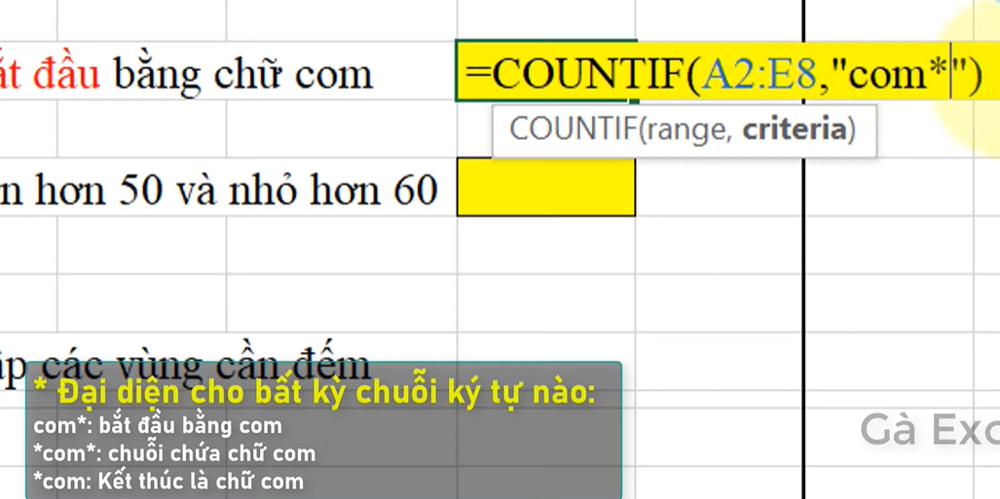 ắt đầu bằng chữ com
=COUNTIF(A2:E8,"com*")
COUNTIF(range, criteria)
n hơn 50 và nhỏ hơn 60
ập các vùng cần đếm
* Đại diện cho bất kỳ chuỗi ký tự nào:
com*: bắt đầu bằng com
*com*: chuỗi chứa chữ com
*com: Kết thúc là chữ com
Gà Exc